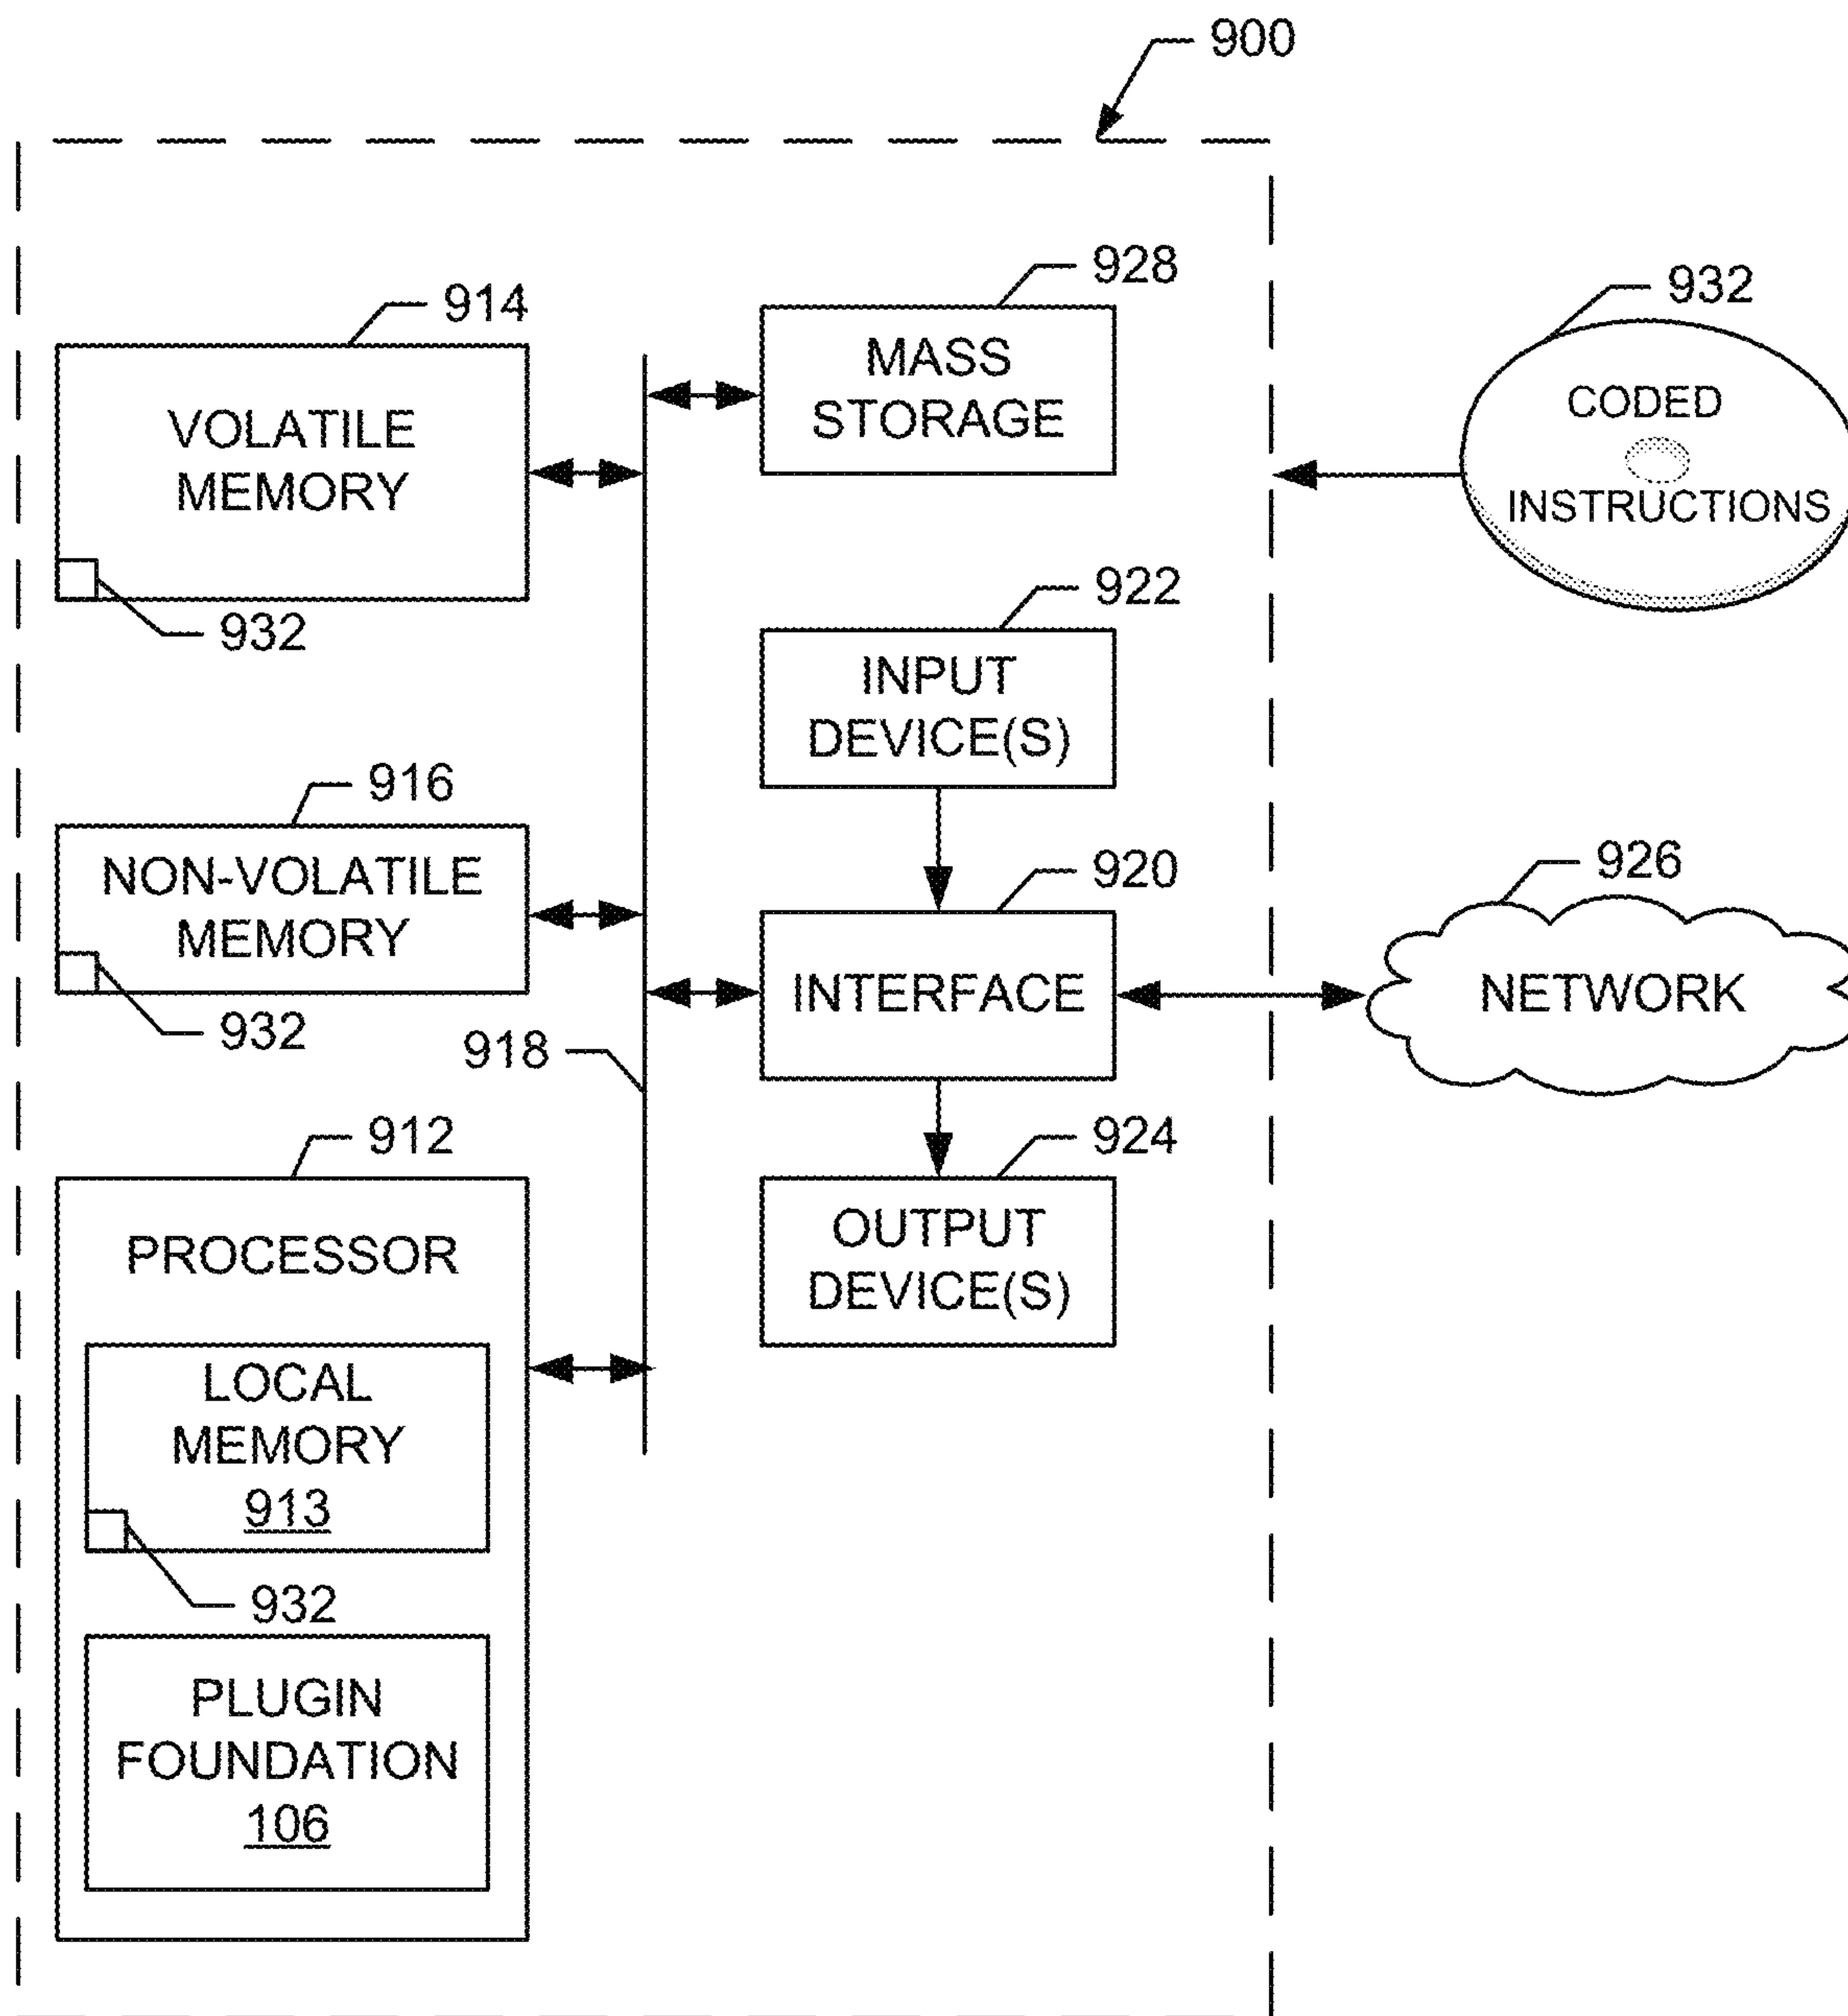 900
914
VOLATILE
MEMORY
932
928
MASS
STORAGE
932
CODED
INSTRUCTIONS
922
INPUT
DEVICE(S)
916
NON-VOLATILE
MEMORY
932
918
920
INTERFACE
926
NETWORK
912
PROCESSOR
LOCAL
MEMORY
913
932
PLUGIN
FOUNDATION
106
924
OUTPUT
DEVICE(S)